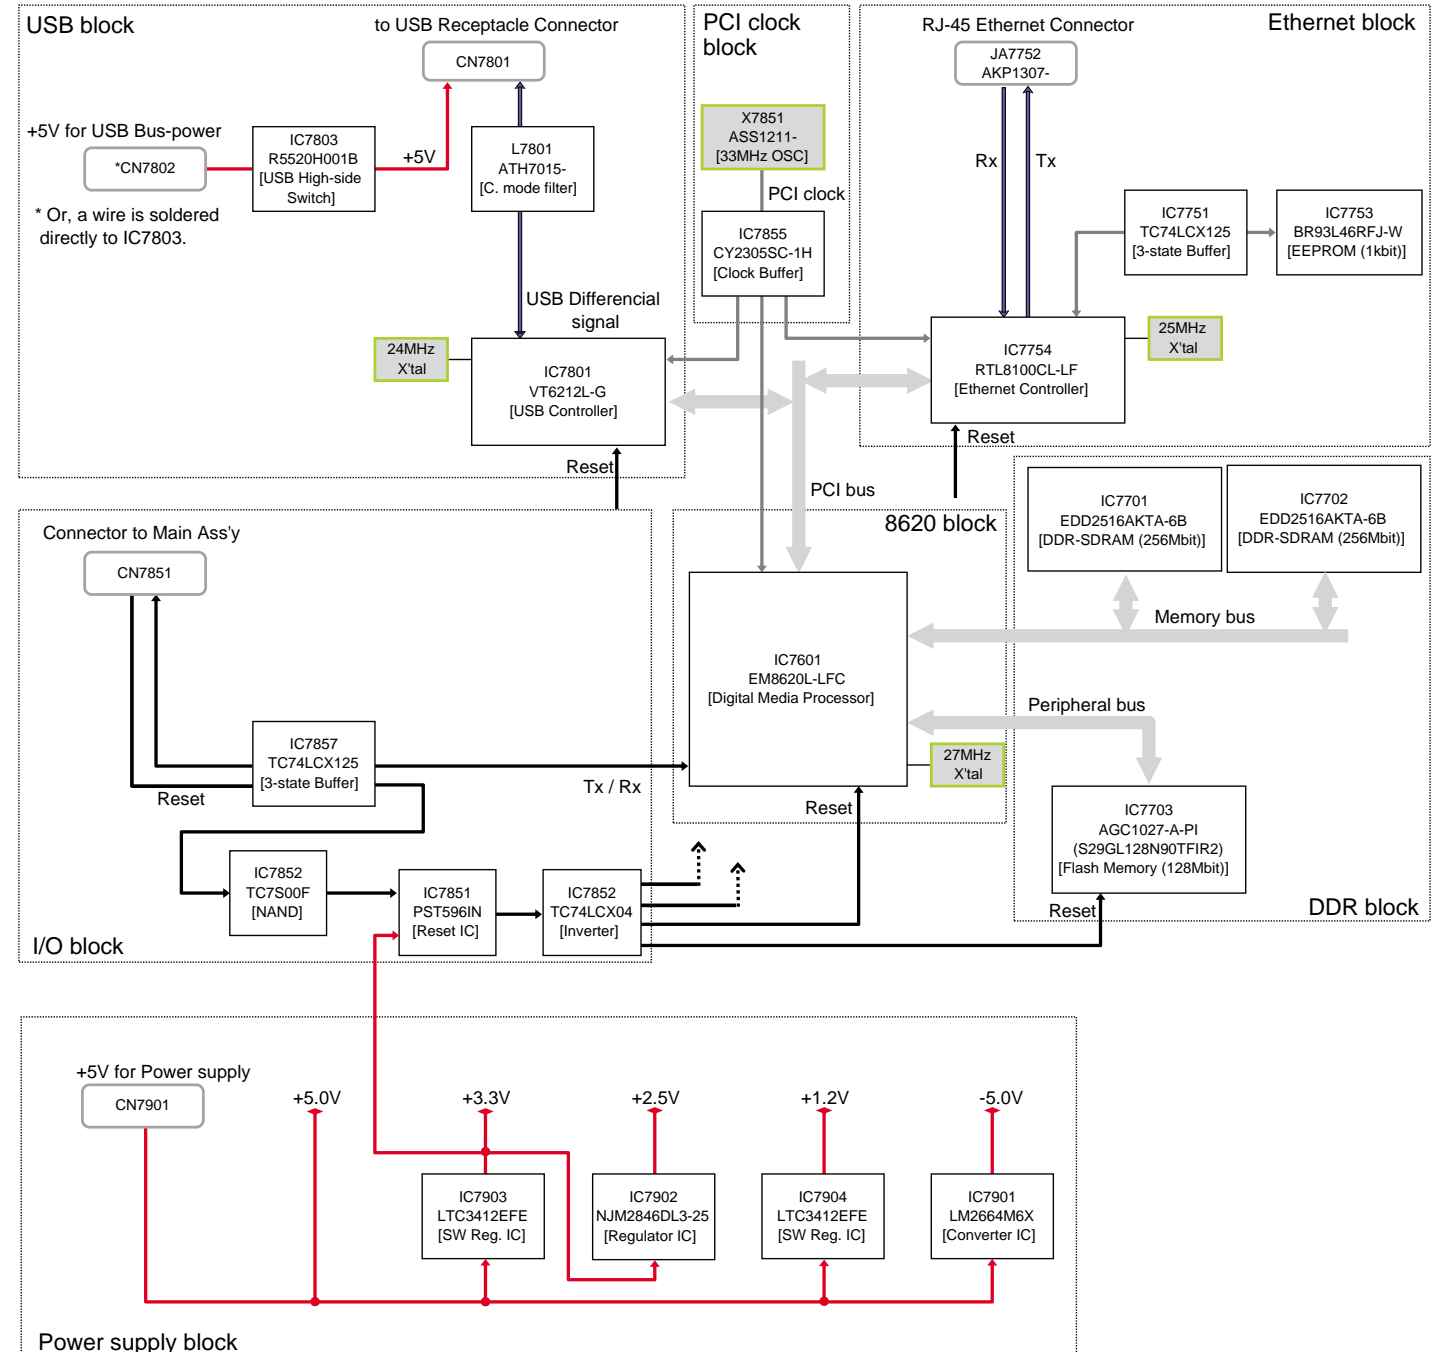 USB block
to USB Receptacle Connector
CN7801
+5V for USB Bus-power
*CN7802
IC7803
R5520H001B
[USB High-side
Switch]
+5V
L7801
ATH7015-
[C. mode filter]
* Or, a wire is soldered
directly to IC7803.
USB Differencial
signal
24MHz
X'tal
IC7801
VT6212L-G
[USB Controller]
Reset
PCI clock
block
X7851
ASS1211-
[33MHz OSC]
PCI clock
IC7855
CY2305SC-1H
[Clock Buffer]
Ethernet block
RJ-45 Ethernet Connector
JA7752
AKP1307-
Rx
Tx
IC7751
TC74LCX125
[3-state Buffer]
IC7753
BR93L46RFJ-W
[EEPROM (1kbit)]
IC7754
RTL8100CL-LF
[Ethernet Controller]
25MHz
X'tal
Reset
PCI bus
8620 block
IC7601
EM8620L-LFC
[Digital Media Processor]
27MHz
X'tal
Reset
IC7701
EDD2516AKTA-6B
[DDR-SDRAM (256Mbit)]
IC7702
EDD2516AKTA-6B
[DDR-SDRAM (256Mbit)]
Memory bus
Peripheral bus
IC7703
AGC1027-A-PI
(S29GL128N90TFIR2)
[Flash Memory (128Mbit)]
Reset
DDR block
Connector to Main Ass'y
CN7851
IC7857
TC74LCX125
[3-state Buffer]
Reset
Tx / Rx
IC7852
TC7S00F
[NAND]
IC7851
PST596IN
[Reset IC]
IC7852
TC74LCX04
[Inverter]
I/O block
+5V for Power supply
CN7901
+5.0V
+3.3V
+2.5V
+1.2V
-5.0V
IC7903
LTC3412EFE
[SW Reg. IC]
IC7902
NJM2846DL3-25
[Regulator IC]
IC7904
LTC3412EFE
[SW Reg. IC]
IC7901
LM2664M6X
[Converter IC]
Power supply block